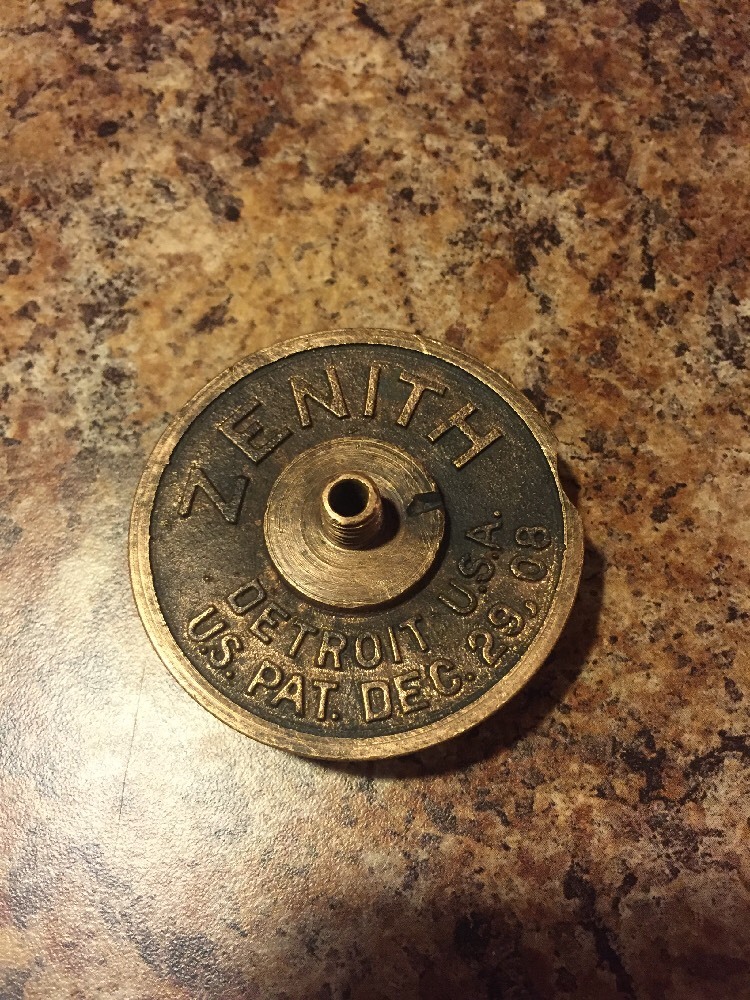 ZENITH
DETROIT U.S.A.
U.S. PAT. DEC. 29, 08